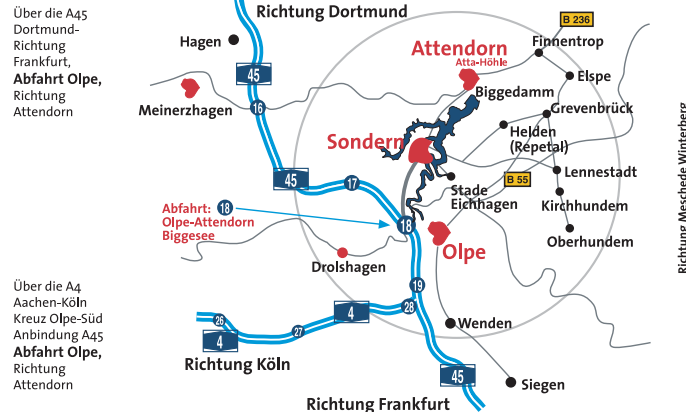 Über die A45
Dortmund-
Richtung
Frankfurt,
Abfahrt Olpe,
Richtung
Attendorn
Richtung Dortmund
B 236
Hagen
Finnentrop
Attendorn
Atta-Höhle
45
Elspe
Biggedamm
Meinerzhagen
16
Grevenbrück
Helden
(Repetal)
Sondern
45
17
B 55
Lennestadt
Stade
Eichhagen
Kirchhundem
Abfahrt: 18
Olpe-Attendorn
Biggesee
18
Oberhundem
Olpe
Drolshagen
Richtung Meschede Winterberg
Über die A4
Aachen-Köln
Kreuz Olpe-Süd
Anbindung A45
Abfahrt Olpe,
Richtung
Attendorn
19
28
4
26
27
4
Wenden
Richtung Köln
45
Siegen
Richtung Frankfurt